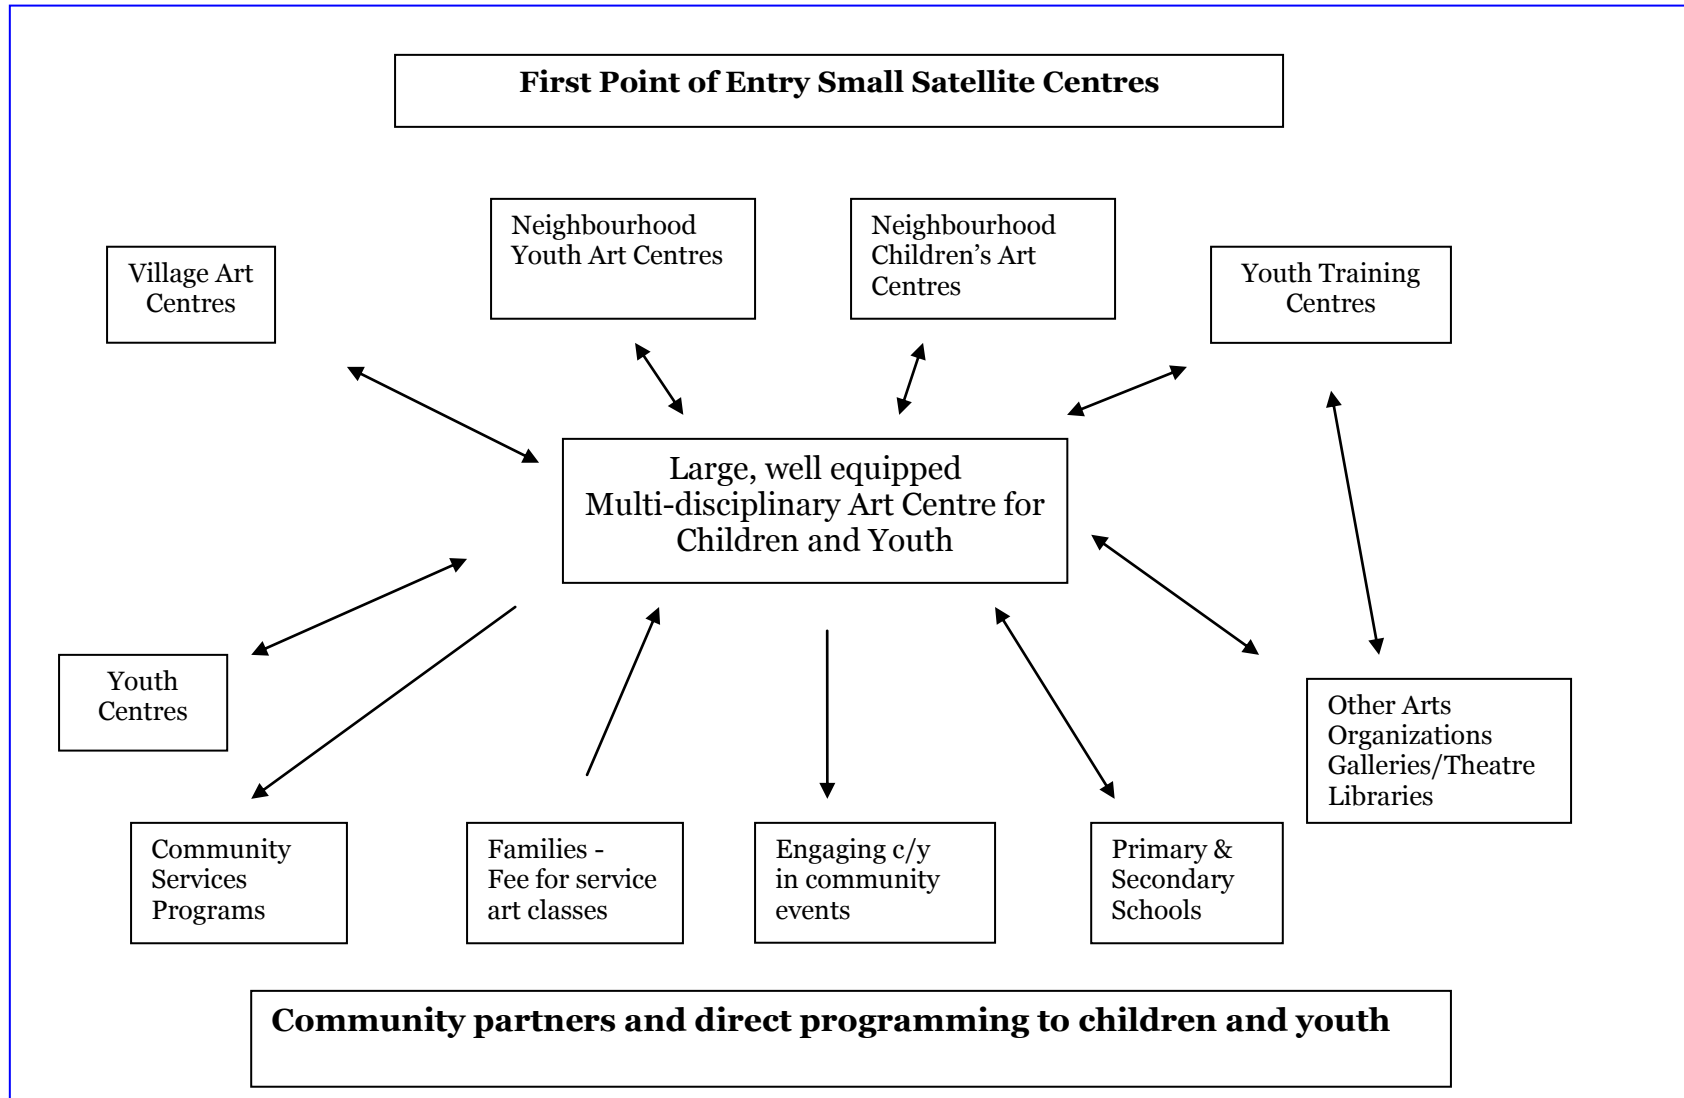 First Point of Entry Small Satellite Centres
Neighbourhood
Youth Art Centres
Neighbourhood
Children’s Art
Centres
Village Art
Centres
Youth Training
Centres
Large, well equipped
Multi-disciplinary Art Centre for
Children and Youth
Youth
Centres
Other Arts
Organizations
Galleries/Theatre
Libraries
Community
Services
Programs
Families -
Fee for service
art classes
Engaging c/y
in community
events
Primary &
Secondary
Schools
Community partners and direct programming to children and youth